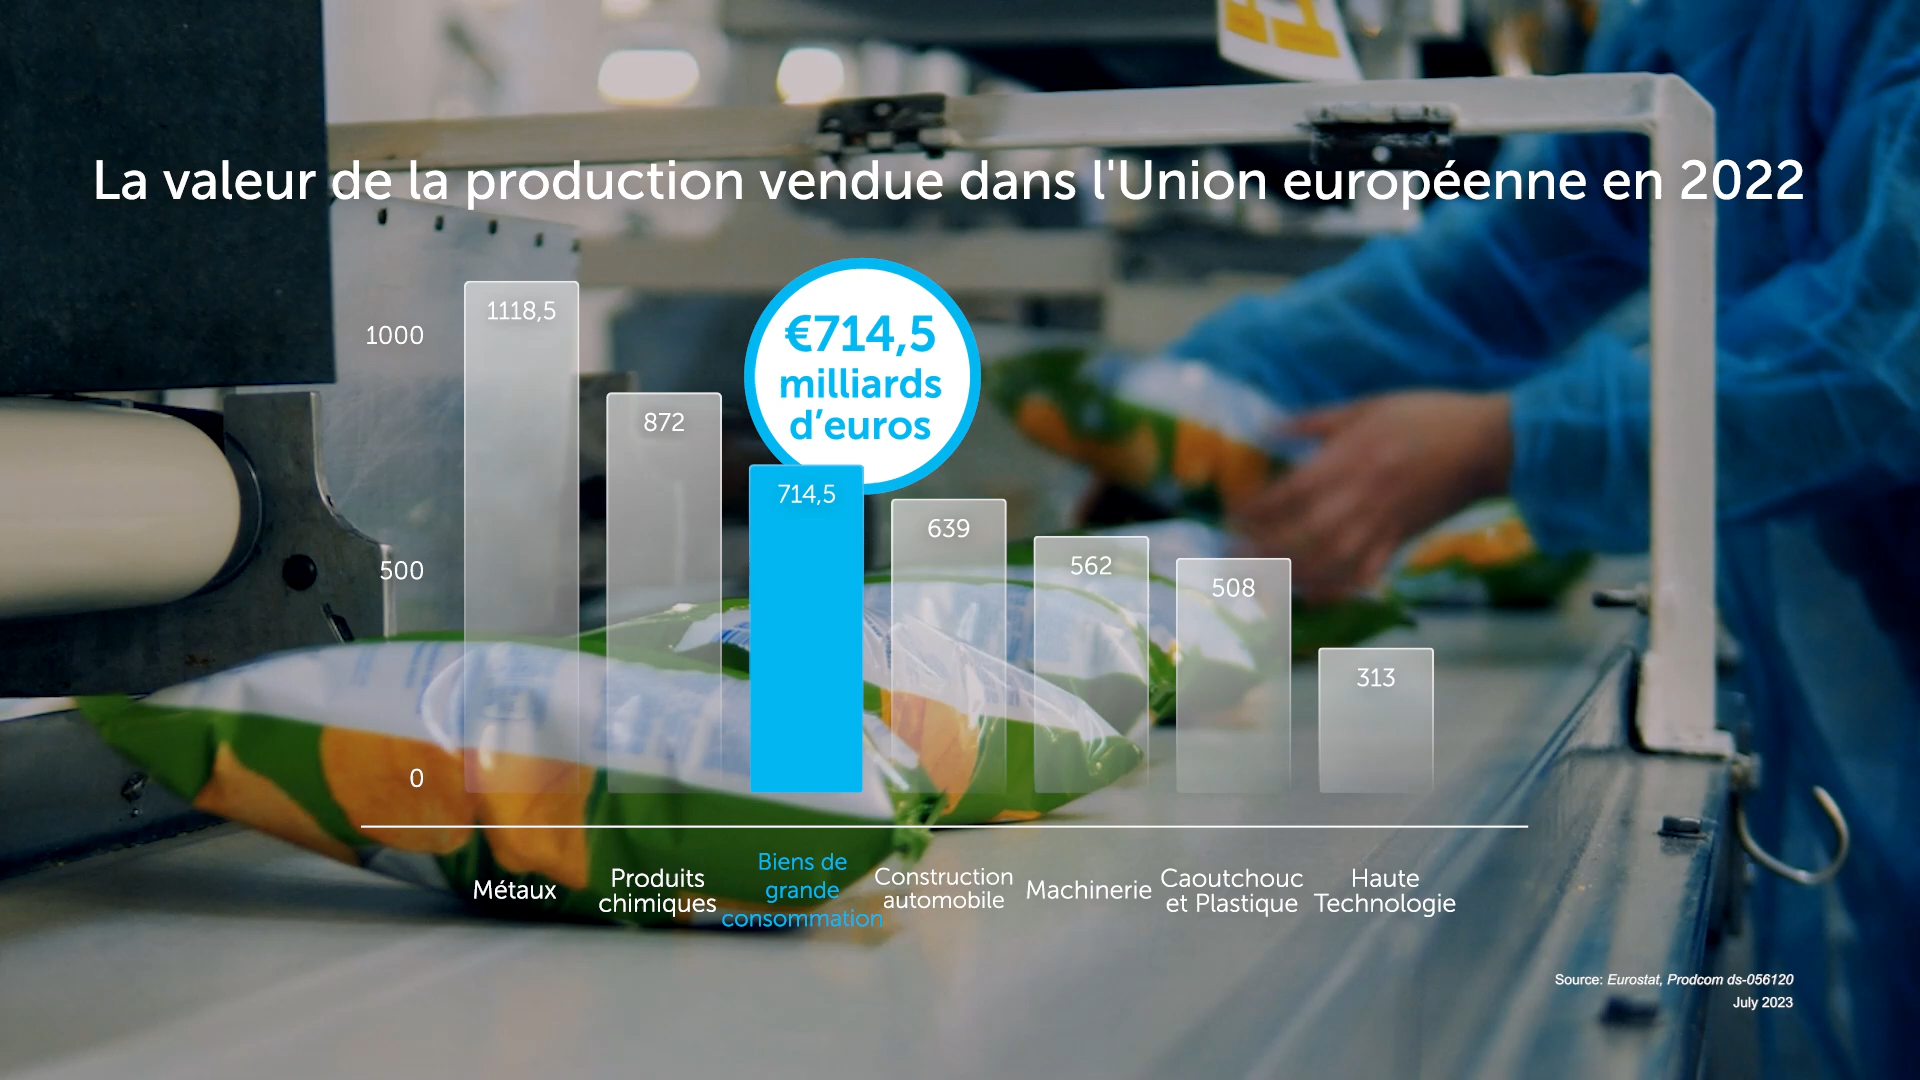 La valeur de la production vendue dans l'Union européenne en 2022
€714,5
milliards
d’euros
1000
500
0
1118,5
872
714,5
639
562
508
313
Métaux
Produits
chimiques
Biens de
grande
consommation
Construction
automobile
Machinerie
Caoutchouc
et Plastique
Haute
Technologie
Source: Eurostat, Prodcom ds-056120
July 2023